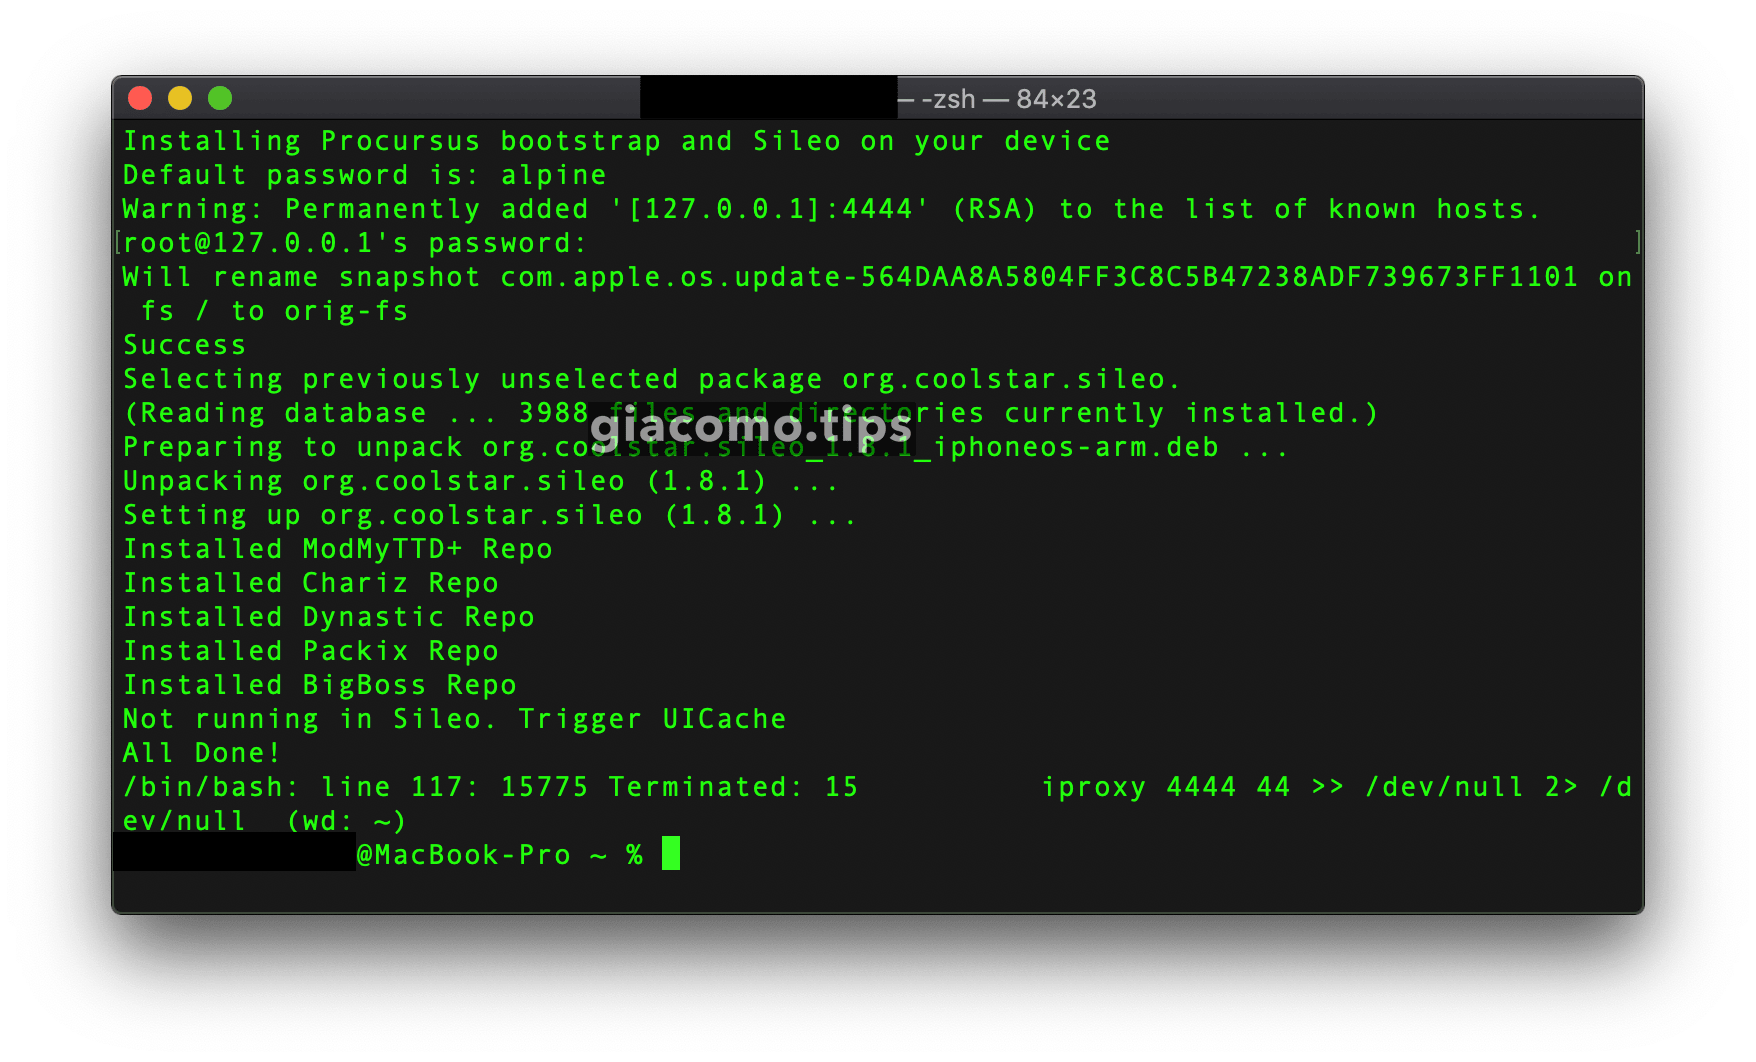 — -zsh — 84×23
Installing Procursus bootstrap and Sileo on your device
Default password is: alpine
Warning: Permanently added '[127.0.0.1]:4444' (RSA) to the list of known hosts.
[root@127.0.0.1's password: ]
Will rename snapshot com.apple.os.update-564DAA8A5804FF3C8C5B47238ADF739673FF1101 on
fs / to orig-fs
Success
Selecting previously unselected package org.coolstar.sileo.
(Reading database ... 3988 files and directories currently installed.)
giacomo.tips
Preparing to unpack org.coolstar.sileo_1.8.1_iphoneos-arm.deb ...
Unpacking org.coolstar.sileo (1.8.1) ...
Setting up org.coolstar.sileo (1.8.1) ...
Installed ModMyTTD+ Repo
Installed Chariz Repo
Installed Dynastic Repo
Installed Packix Repo
Installed BigBoss Repo
Not running in Sileo. Trigger UICache
All Done!
/bin/bash: line 117: 15775 Terminated: 15 iproxy 4444 44 >> /dev/null 2> /d
ev/null (wd: ~)
@MacBook-Pro ~ %